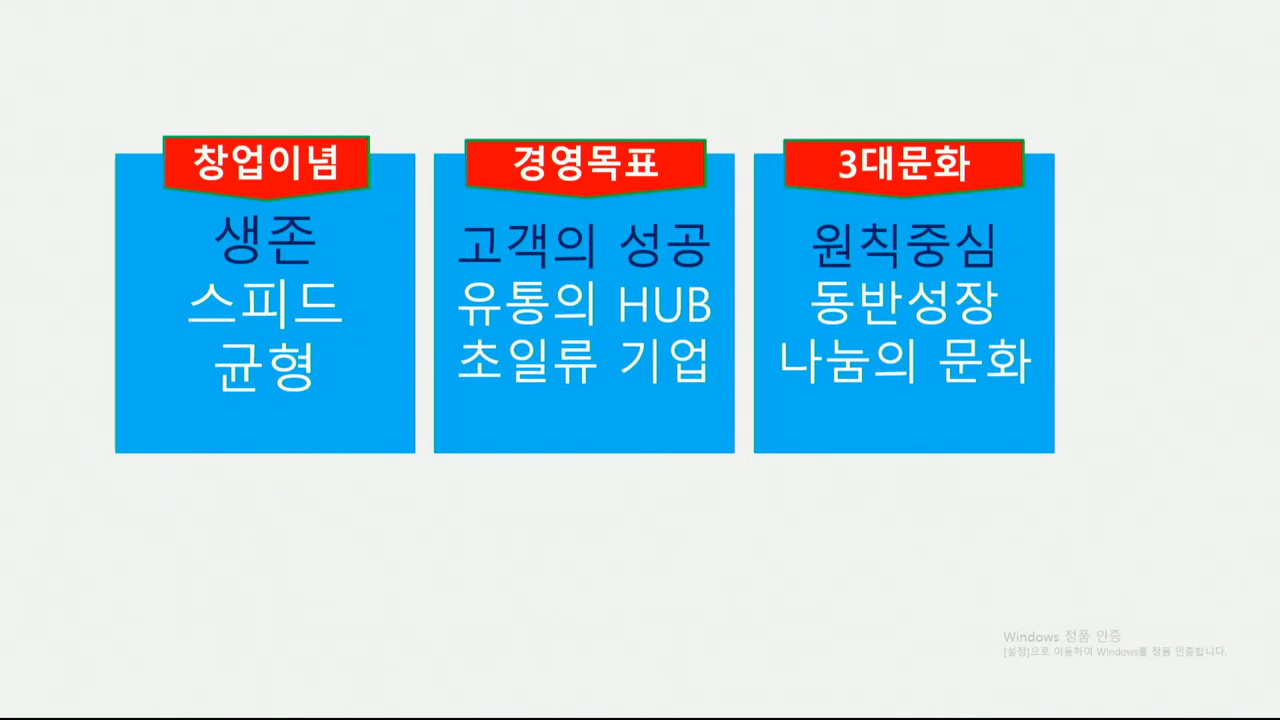 창업이념
생존
스피드
균형
경영목표
고객의 성공
유통의 HUB
초일류 기업
3대문화
원칙중심
동반성장
나눔의 문화
Windows 정품 인증
[설정]으로 이동하여 Windows를 정품 인증합니다.